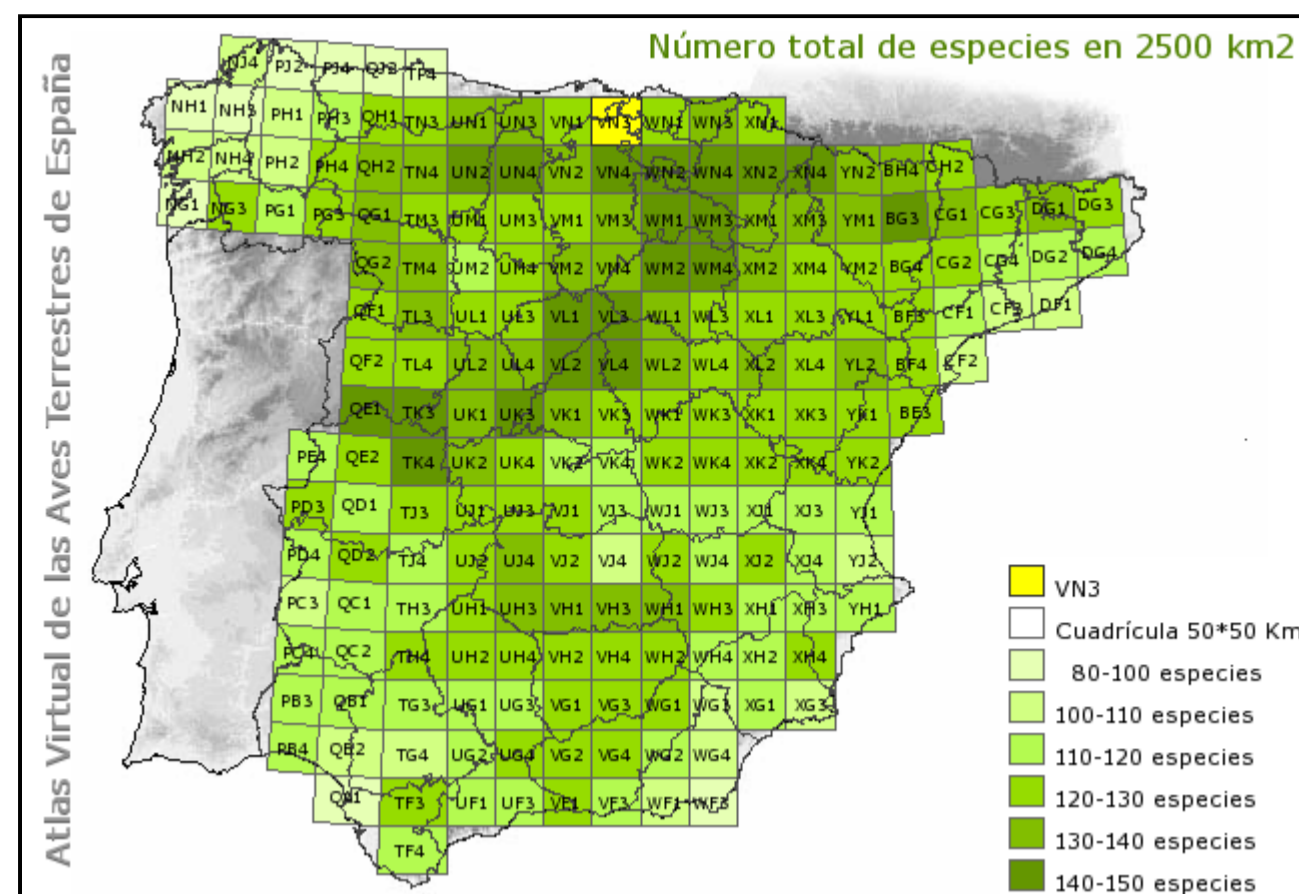 Número total de especies en 2500 km2
Atlas Virtual de las Aves Terrestres de España
NJ4 PJ2 PJ4 QJ2 TP4
NH1 NH3 PH1 PH3 QH1 TN3 UN1 UN3 VN1 VN3 WN1 WN3 XN1
NH2 NH4 PH2 PH4 QH2 TN4 UN2 UN4 VN2 VN4 WN2 WN4 XN2 XN4 YN2 BH4 CH2
NG1 NG3 PG1 PG3 QG1 TM3 UM1 UM3 VM1 VM3 WM1 WM3 XM1 XM3 YM1 BG3 CG1 CG3 DG1 DG3
QG2 TM4 UM2 UM4 VM2 VN4 WM2 WM4 XM2 XM4 YM2 BG4 CG2 CG4 DG2 DG4
QF1 TL3 UL1 UL3 VL1 VL3 WL1 WL3 XL1 XL3 YL1 BF3 CF1 CF3 DF1
QF2 TL4 UL2 UL4 VL2 VL4 WL2 WL4 XL2 XL4 YL2 BF4 CF2
QE1 TK3 UK1 UK3 VK1 VK3 WK1 WK3 XK1 XK3 YK1 BE3
PE4 QE2 TK4 UK2 UK4 VK2 VK4 WK2 WK4 XK2 XK4 YK2
PD3 QD1 TJ3 UJ1 UJ3 VJ1 VJ3 WJ1 WJ3 XJ1 XJ3 YJ1
PD4 QD2 TJ4 UJ2 UJ4 VJ2 VJ4 WJ2 WJ4 XJ2 XJ4 YJ2
PC3 QC1 TH3 UH1 UH3 VH1 VH3 WH1 WH3 XH1 XH3 YH1
PC4 QC2 TH4 UH2 UH4 VH2 VH4 WH2 WH4 XH2 XH4
PB3 QB1 TG3 UG1 UG3 VG1 VG3 WG1 WG3 XG1 XG3
PB4 QB2 TG4 UG2 UG4 VG2 VG4 WG2 WG4
QA1 TF3 UF1 UF3 VF1 VF3 WF1 WF3
TF4
VN3
Cuadrícula 50*50 Km
80-100 especies
100-110 especies
110-120 especies
120-130 especies
130-140 especies
140-150 especies